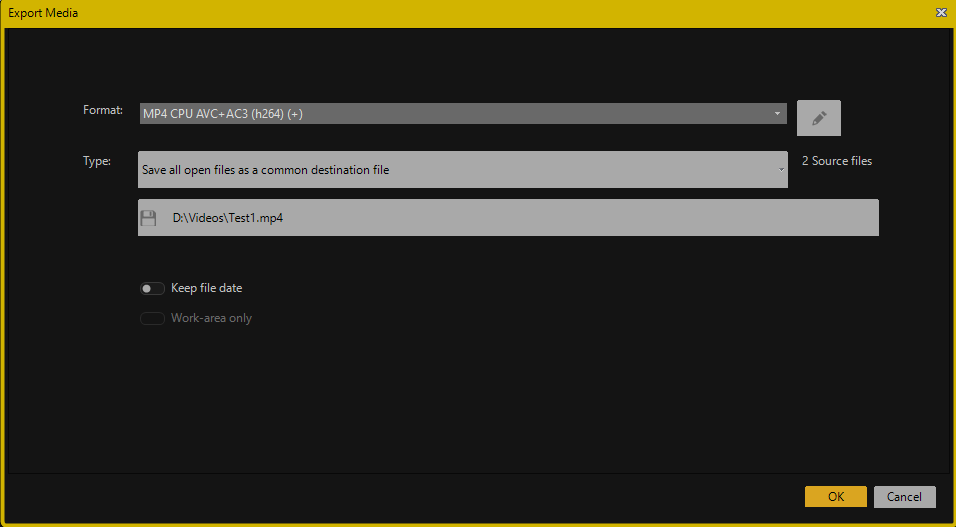 Export Media
Format:
MP4 CPU AVC+AC3 (h264) (+)
Type:
Save all open files as a common destination file
2 Source files
D:\Videos\Test1.mp4
Keep file date
Work-area only
OK
Cancel